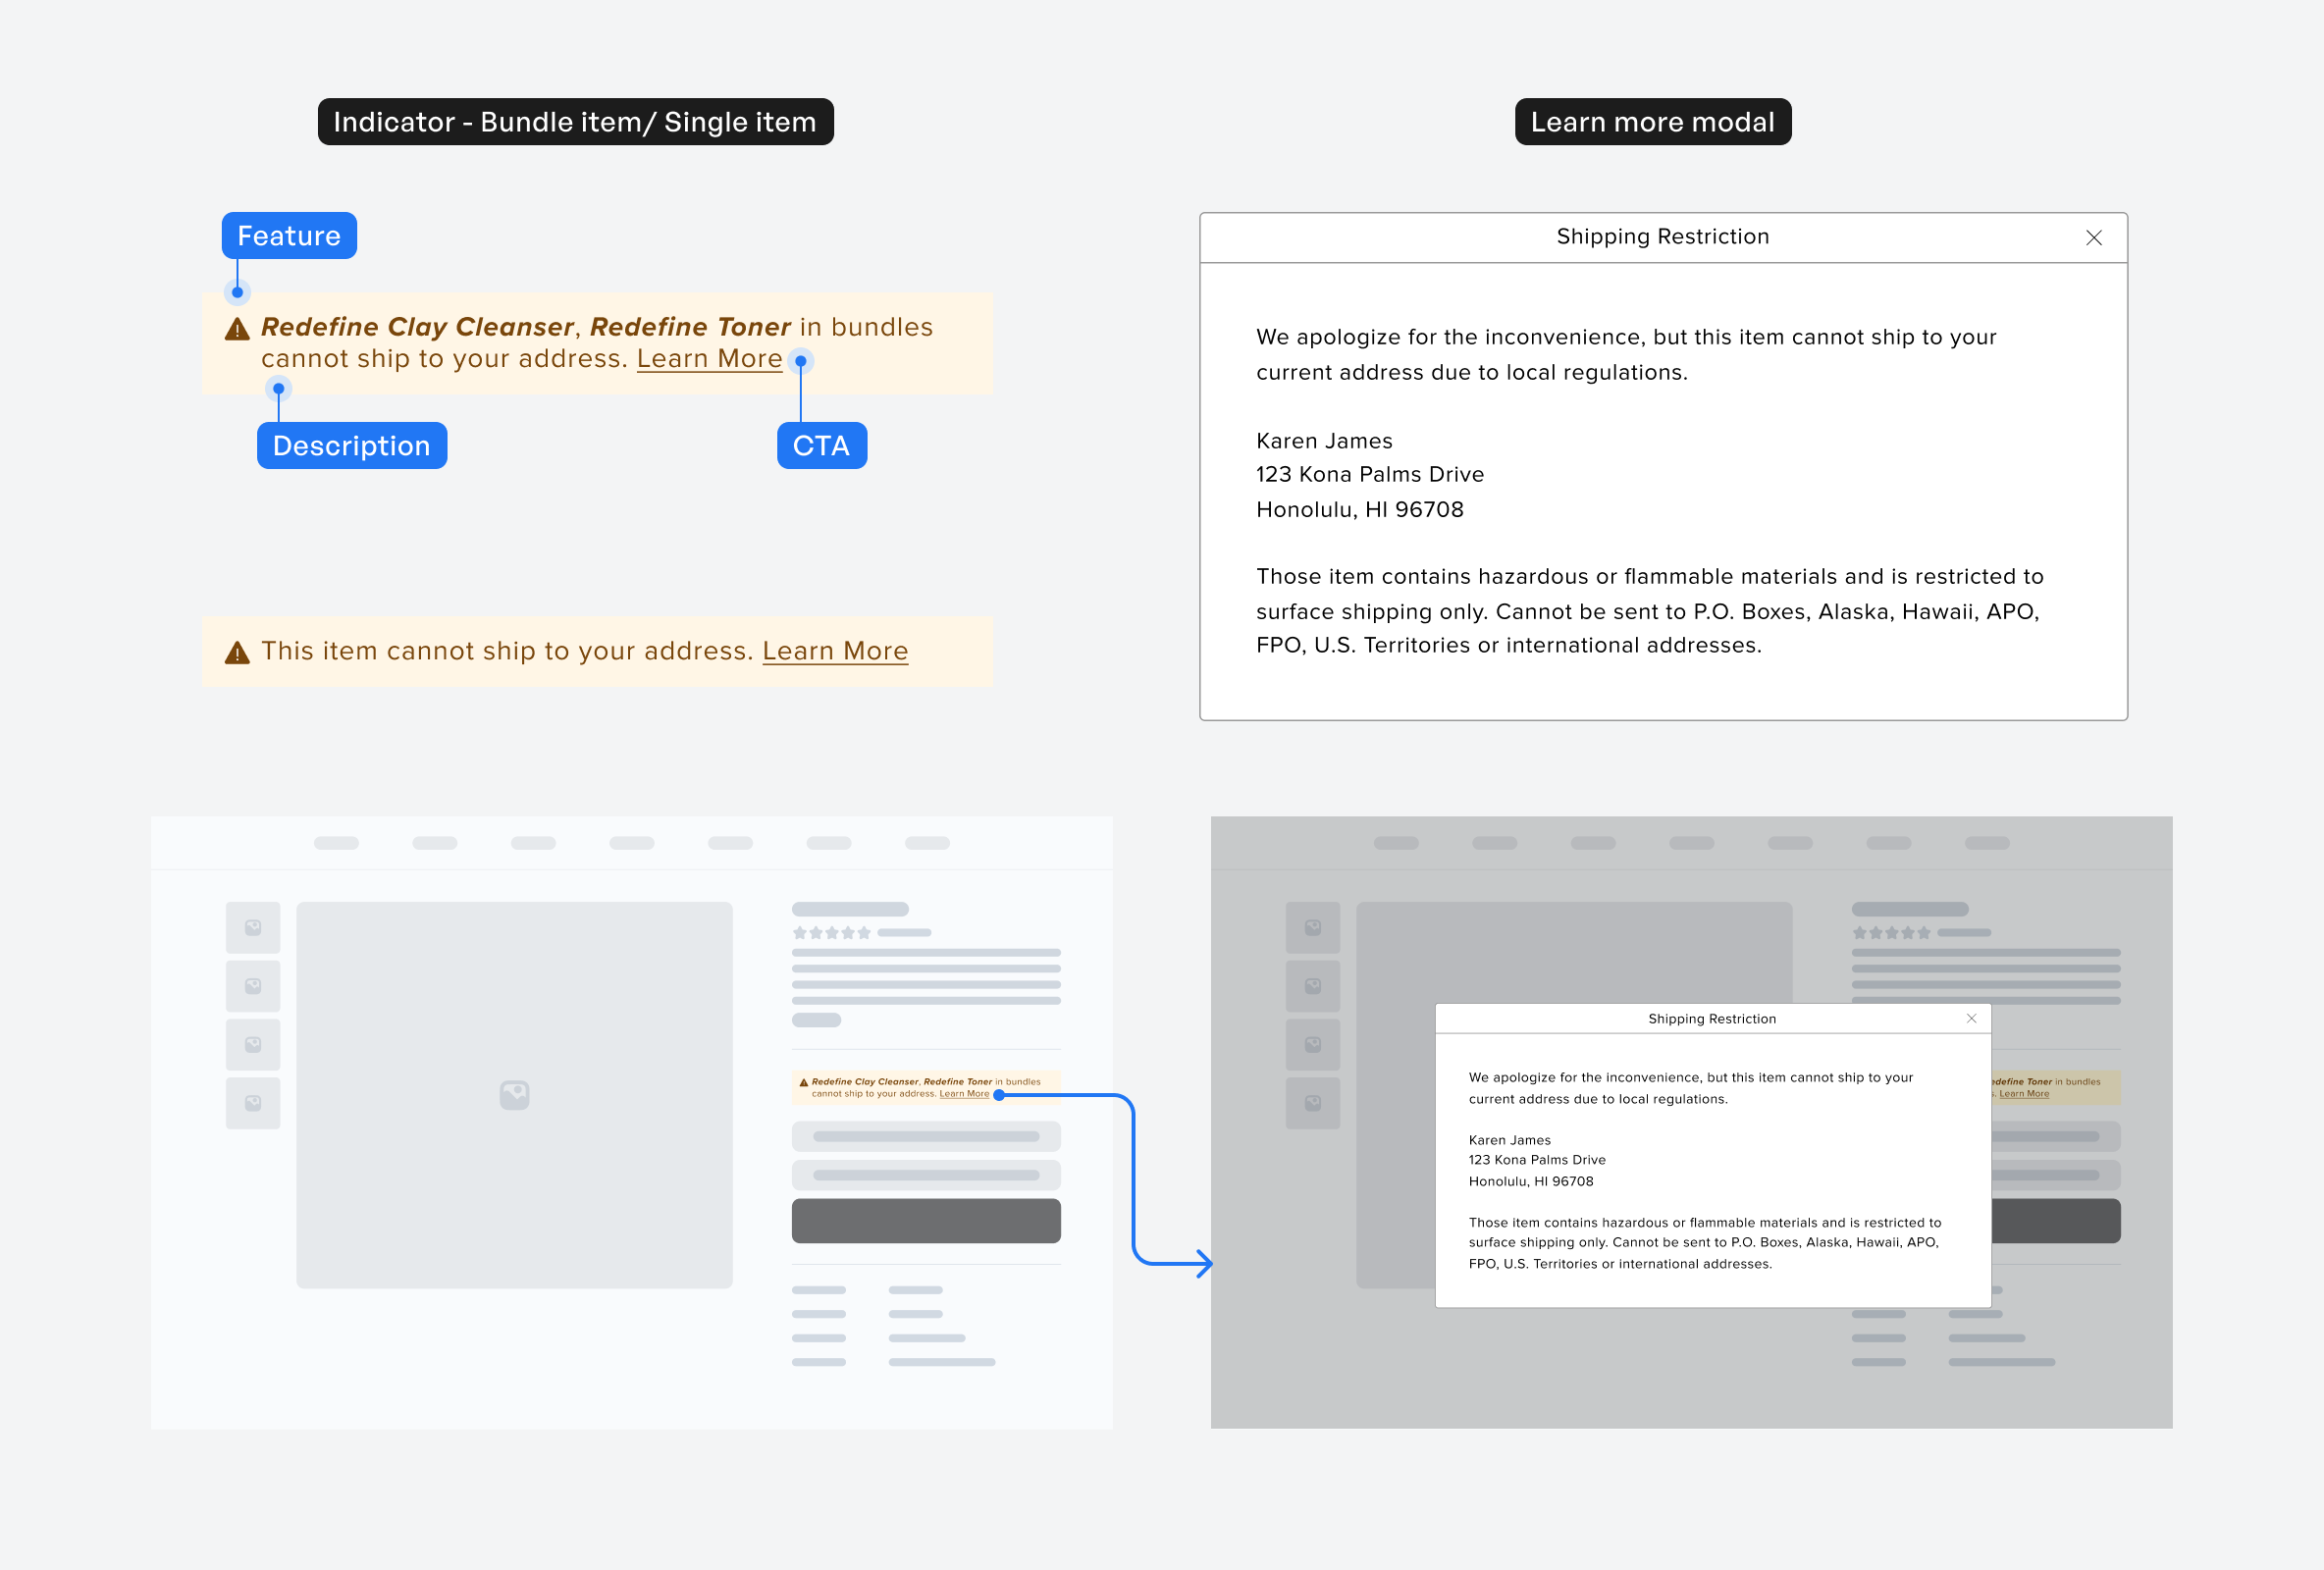 Indicator - Bundle item/ Single item
Feature
Redefine Clay Cleanser, Redefine Toner in bundles
cannot ship to your address. Learn More
Description
CTA
This item cannot ship to your address. Learn More
Learn more modal
Shipping Restriction
We apologize for the inconvenience, but this item cannot ship to your
current address due to local regulations.
Karen James
123 Kona Palms Drive
Honolulu, HI 96708
Those item contains hazardous or flammable materials and is restricted to
surface shipping only. Cannot be sent to P.O. Boxes, Alaska, Hawaii, APO,
FPO, U.S. Territories or international addresses.
Redefine Clay Cleanser, Redefine Toner in bundles
cannot ship to your address. Learn More
Shipping Restriction
We apologize for the inconvenience, but this item cannot ship to your
current address due to local regulations.
Karen James
123 Kona Palms Drive
Honolulu, HI 96708
Those item contains hazardous or flammable materials and is restricted to
surface shipping only. Cannot be sent to P.O. Boxes, Alaska, Hawaii, APO,
FPO, U.S. Territories or international addresses.
edefine Toner in bundles
s. Learn More